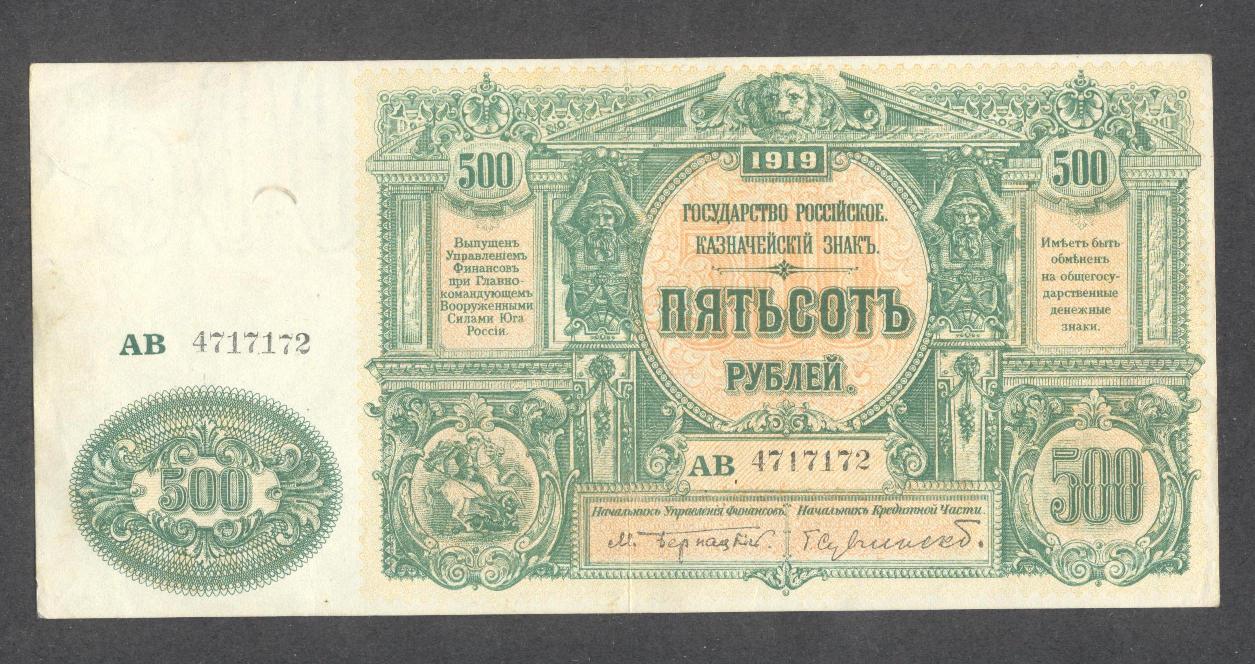 1919
500
500
ГОСУДАРСТВО РОССІЙСКОЕ.
КАЗНАЧЕЙСКІЙ ЗНАКЪ.
ПЯТЬСОТЪ
РУБЛЕЙ.
Выпущенъ
Управленіемъ
Финансовъ
при Главно-
командующемъ
Вооруженными
Силами Юга
Россіи.
Имѣетъ быть
обмѣненъ
на общегосу-
дарственные
денежные
знаки.
АВ 4717172
500
АВ 4717172
500
Начальникъ Управленія Финансовъ
Начальникъ Кредитной Части.
М. Бернацкій.